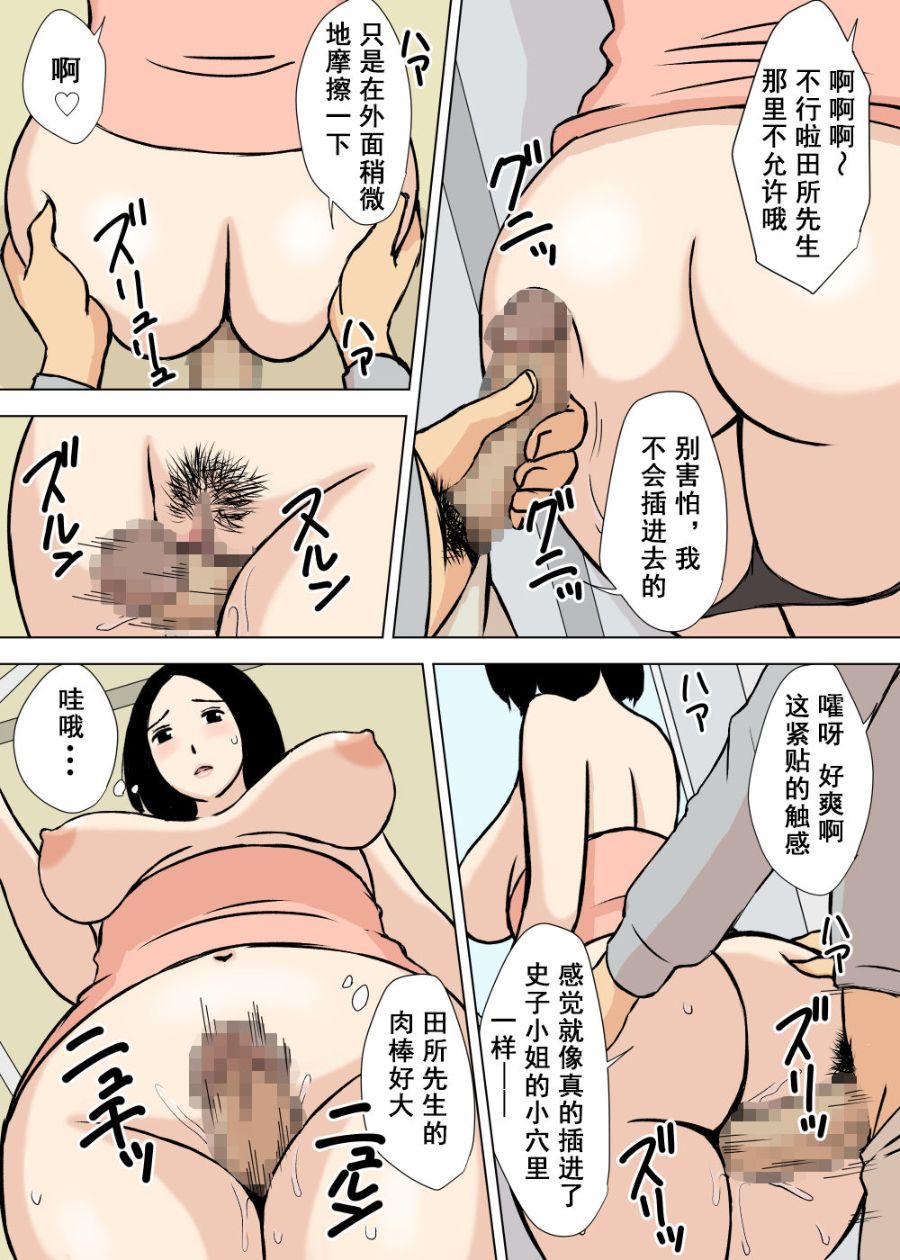 啊啊啊～
不行啦田所先生
那里不允许哦
グニッ
别害怕，我
不会插进去的
グニッ
ハァ
只是在外面稍微
地摩擦一下
啊♡
ズリュリュッ
ハァ
ズルン
ヌルン
嚯呀 好爽啊
这紧贴的触感
ハァ
ハァ
感觉就像真的插进了
史子小姐的小穴里
一样——
ズリッ
ズリッ
哇哦・・・
田所先生的
肉棒好大
ニュチッ
ニュルン